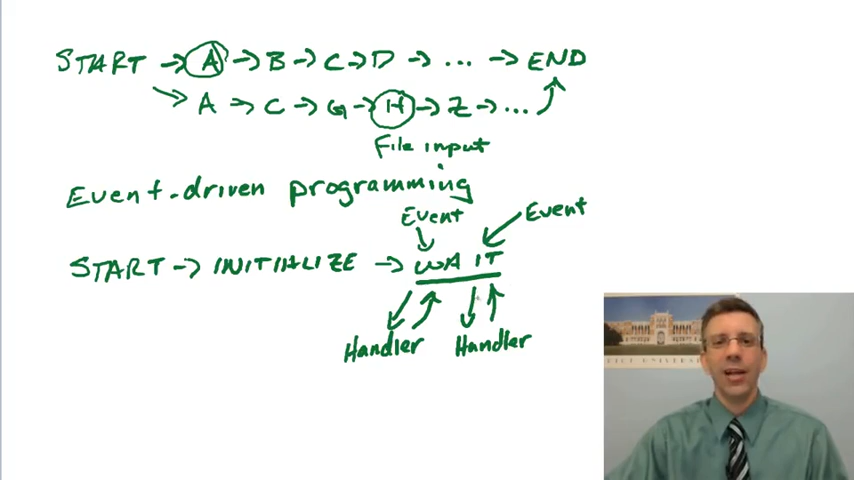 START → A → B → C → D → ... → END
→ A → C → G → H → Z → ...
File input
Event-driven programming
Event Event
START → INITIALIZE → WAIT
Handler Handler